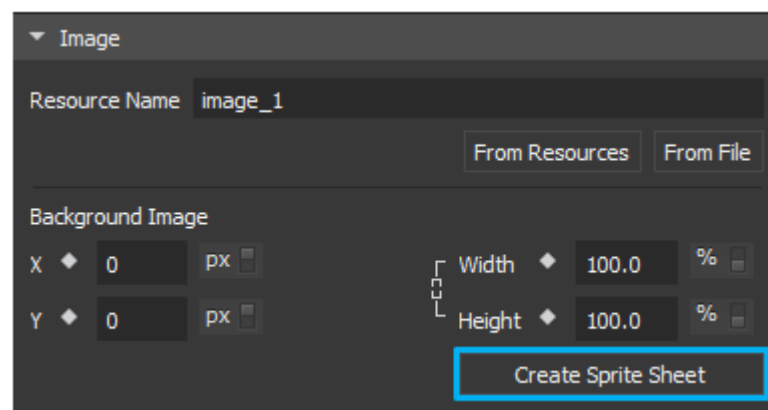 Image
Resource Name image_1
From Resources From File
Background Image
X 0 px Width 100.0 %
Y 0 px Height 100.0 %
Create Sprite Sheet